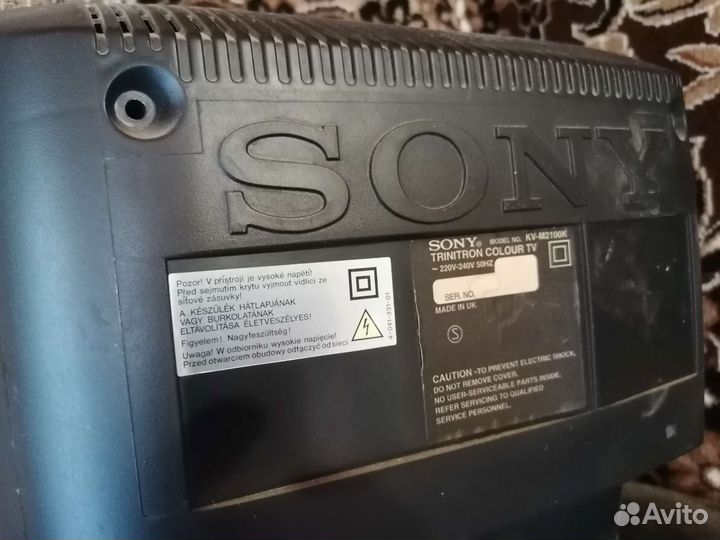 SONY
Pozor! V přístroji je vysoké napětí!
Před sejmutím krytu vyjmout vidlici ze
síťové zásuvky!
A KÉSZÜLÉK HÁTLAPJÁNAK
VAGY BURKOLATÁNAK
ELTÁVOLÍTÁSA ÉLETVESZÉLYES!
Figyelem! Nagyfeszültség!
Uwaga! W odbiorniku wysokie napięcie!
Przed otwarciem obudowy odłączyć od sieci
4-041-331-01
SONY® MODEL NO. KV-M2100K
TRINITRON COLOUR TV
~ 220V-240V 50HZ
SER. NO.
MADE IN UK
S
CAUTION -TO PREVENT ELECTRIC SHOCK,
DO NOT REMOVE COVER.
NO USER-SERVICEABLE PARTS INSIDE.
REFER SERVICING TO QUALIFIED
SERVICE PERSONNEL.
Avito